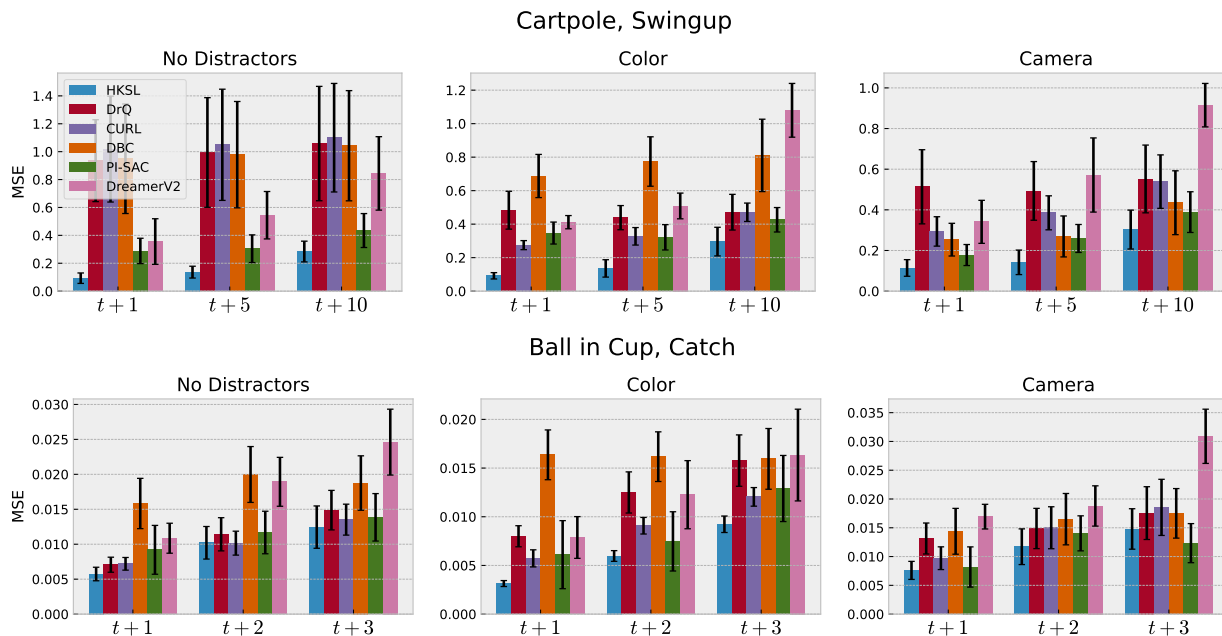 Cartpole, Swingup
No Distractors
Color
Camera
MSE
1.4
1.2
1.0
0.8
0.6
0.4
0.2
0.0
HKSL
DrQ
CURL
DBC
PI-SAC
DreamerV2
t + 1
t + 5
t + 10
1.2
1.0
0.8
0.6
0.4
0.2
0.0
t + 1
t + 5
t + 10
1.0
0.8
0.6
0.4
0.2
0.0
t + 1
t + 5
t + 10
Ball in Cup, Catch
No Distractors
Color
Camera
MSE
0.030
0.025
0.020
0.015
0.010
0.005
0.000
t + 1
t + 2
t + 3
0.020
0.015
0.010
0.005
0.000
t + 1
t + 2
t + 3
0.035
0.030
0.025
0.020
0.015
0.010
0.005
0.000
t + 1
t + 2
t + 3